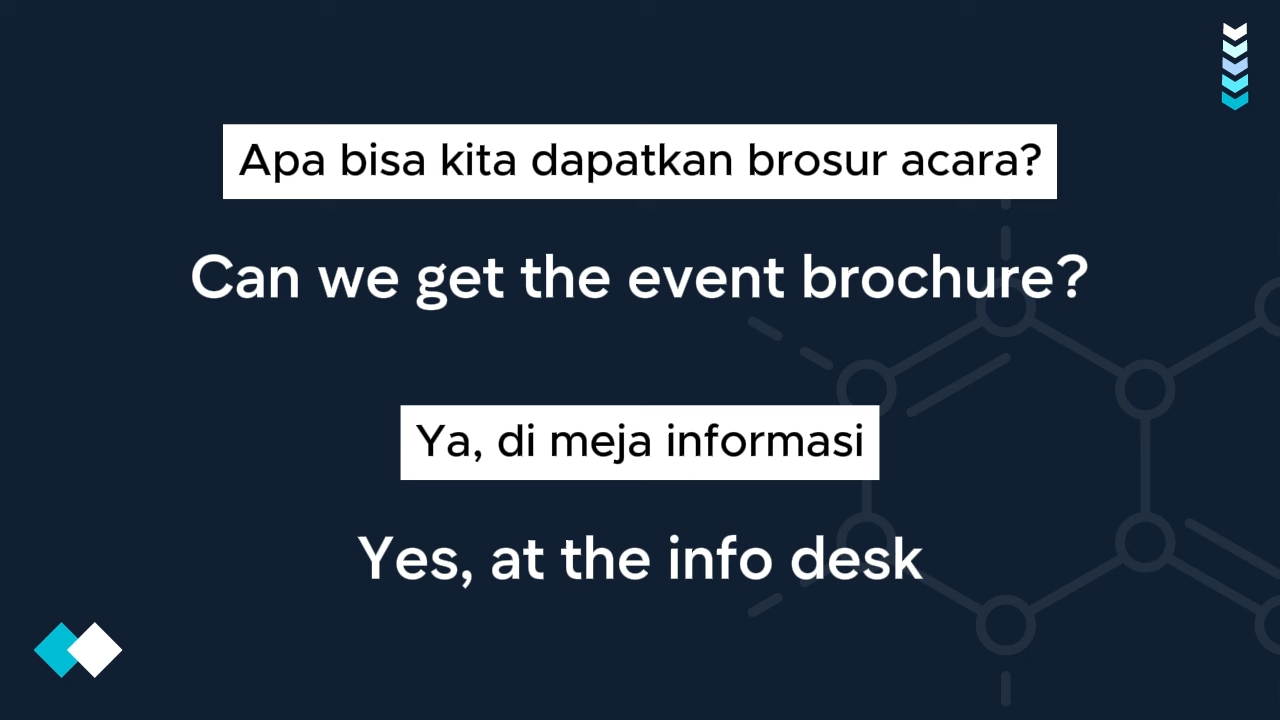 Apa bisa kita dapatkan brosur acara?
Can we get the event brochure?
Ya, di meja informasi
Yes, at the info desk